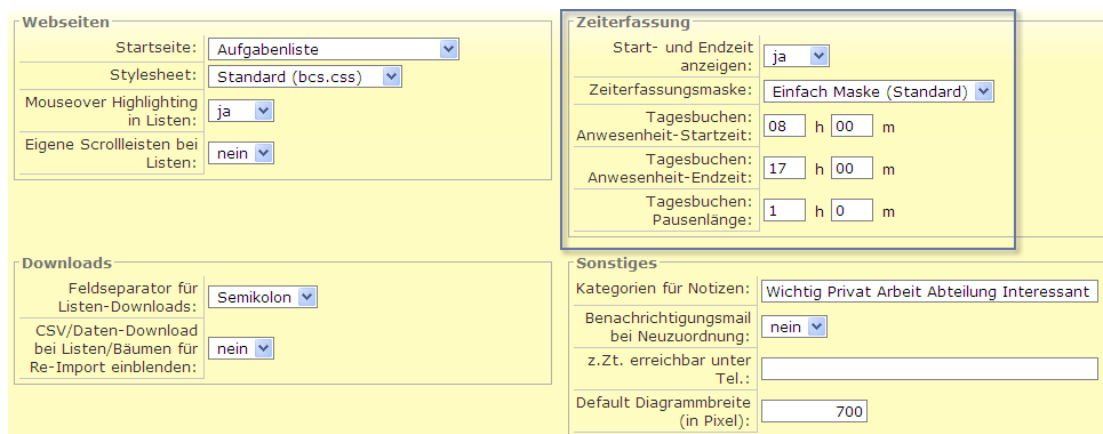 Webseiten
Startseite: Aufgabenliste
Stylesheet: Standard (bcs.css)
Mouseover Highlighting
in Listen: ja
Eigene Scrollleisten bei
Listen: nein
Zeiterfassung
Start- und Endzeit
anzeigen: ja
Zeiterfassungsmaske: Einfach Maske (Standard)
Tagesbuchen:
Anwesenheit-Startzeit: 08 h 00 m
Tagesbuchen:
Anwesenheit-Endzeit: 17 h 00 m
Tagesbuchen:
Pausenlänge: 1 h 0 m
Downloads
Feldseparator für
Listen-Downloads: Semikolon
CSV/Daten-Download
bei Listen/Bäumen für
Re-Import einblenden: nein
Sonstiges
Kategorien für Notizen: Wichtig Privat Arbeit Abteilung Interessant
Benachrichtigungsmail
bei Neuzuordnung: nein
z.Zt. erreichbar unter
Tel.:
Default Diagrammbreite
(in Pixel): 700